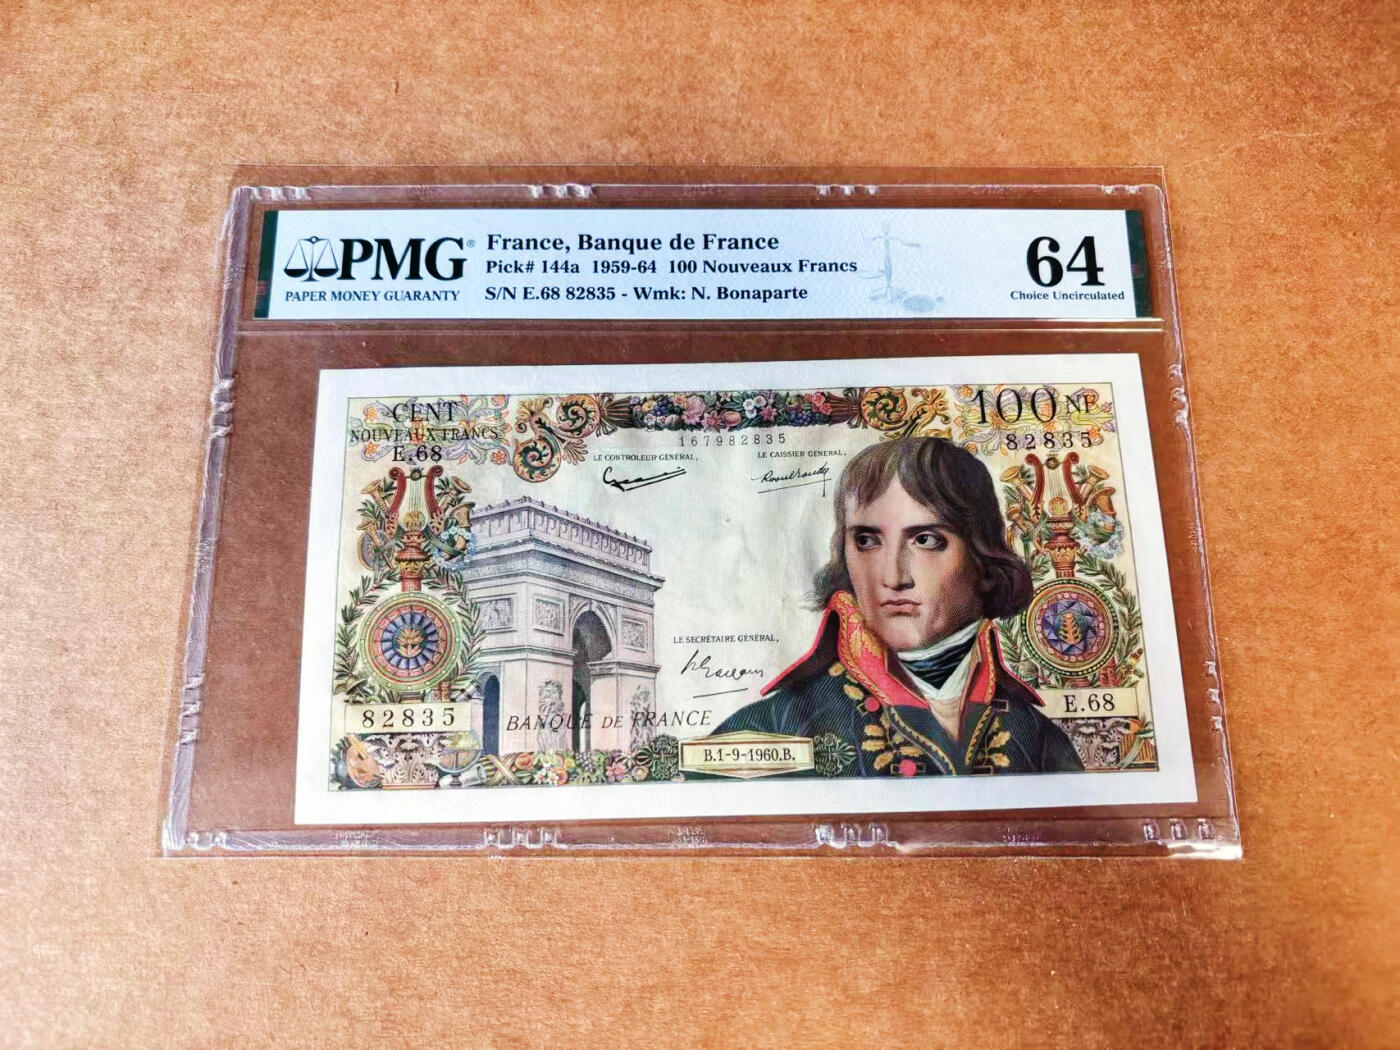 PMG®
PAPER MONEY GUARANTY
France, Banque de France
Pick# 144a 1959-64 100 Nouveaux Francs
S/N E.68 82835 - Wmk: N. Bonaparte
64
Choice Uncirculated
CENT
NOUVEAUX FRANCS
E.68
167982835
100 NF
82835
LE CONTROLEUR GÉNÉRAL,
LE CAISSIER GÉNÉRAL,
LE SECRÉTAIRE GÉNÉRAL,
82835
BANQUE DE FRANCE
E.68
B.1-9-1960.B.